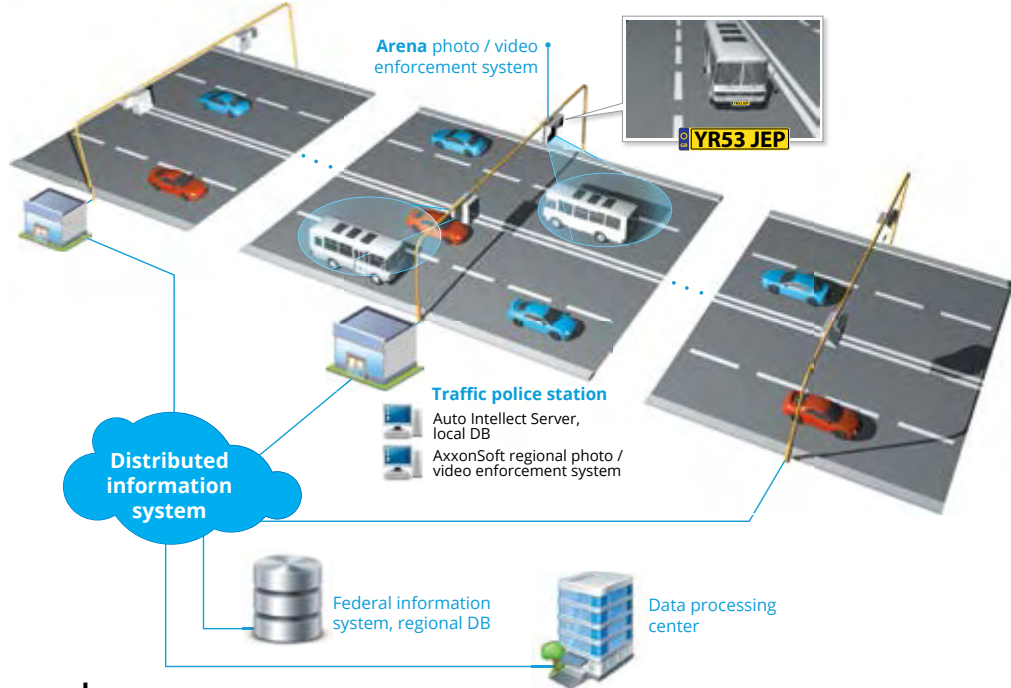 Arena photo / video
enforcement system
GB
YR53 JEP
Traffic police station
Auto Intellect Server,
local DB
AxxonSoft regional photo /
video enforcement system
Distributed
information
system
Federal information
system, regional DB
Data processing
center